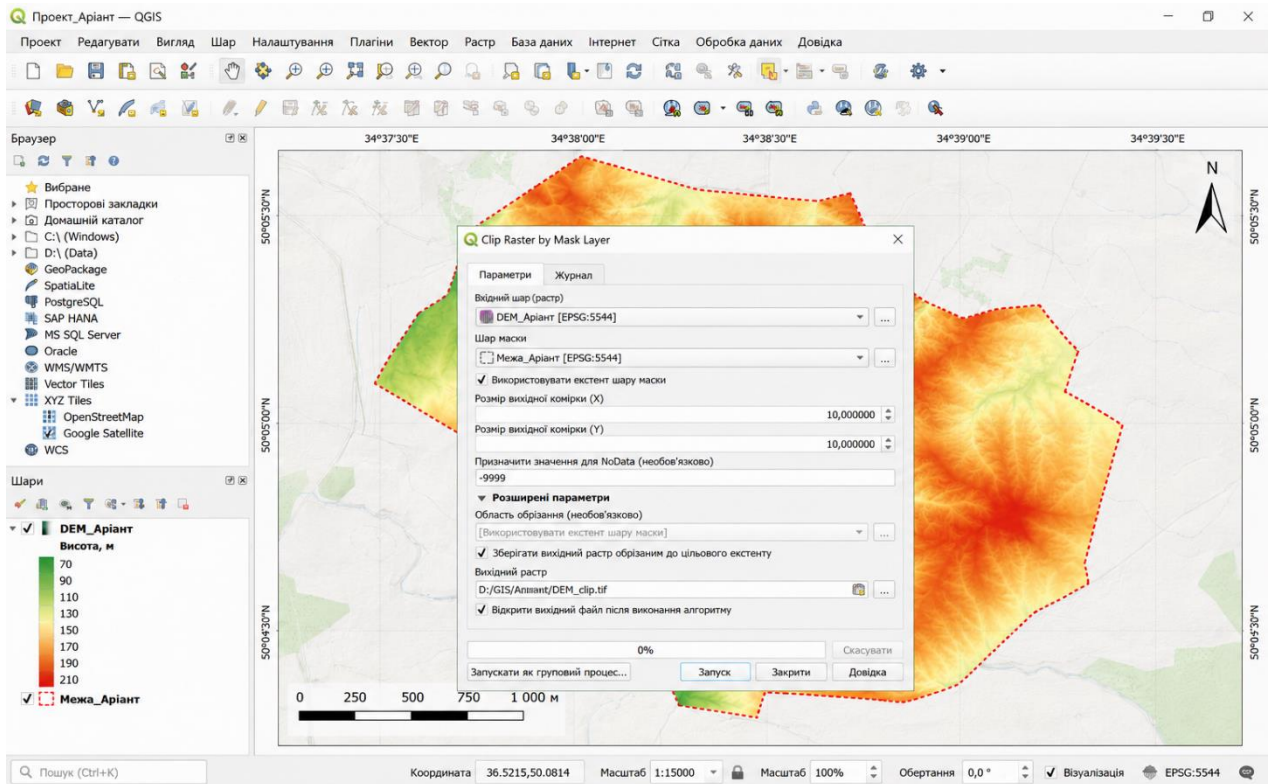 Проект_Аріант — QGIS
Проект Редагувати Вигляд Шар Налаштування Плагіни Вектор Растр База даних Інтернет Сітка Обробка даних Довідка
Браузер
Вибране
Просторові закладки
Домашній каталог
C:\ (Windows)
D:\ (Data)
GeoPackage
SpatiaLite
PostgreSQL
SAP HANA
MS SQL Server
Oracle
WMS/WMTS
Vector Tiles
XYZ Tiles
OpenStreetMap
Google Satellite
WCS
Шари
DEM_Аріант
Висота, м
70
90
110
130
150
170
190
210
Межа_Аріант
34°37'30"E 34°38'00"E 34°38'30"E 34°39'00"E 34°39'30"E
50°05'30"N
50°05'00"N
50°04'30"N
N
Clip Raster by Mask Layer
Параметри Журнал
Вхідний шар (растр)
DEM_Аріант [EPSG:5544]
...
Шар маски
Межа_Аріант [EPSG:5544]
...
Використовувати екстент шару маски
Розмір вихідної комірки (X)
10,000000
Розмір вихідної комірки (Y)
10,000000
Призначити значення для NoData (необов'язково)
-9999
Розширені параметри
Область обрізання (необов'язково)
[Використовувати екстент шару маски]
...
Зберігати вихідний растр обрізаним до цільового екстенту
Вихідний растр
...
Відкрити вихідний файл після виконання алгоритму
0%
Скасувати
Запускати як груповий процес...
Запуск Закрити Довідка
0 250 500 750 1 000 м
Пошук (Ctrl+K)
Координата 36.5215,50.0814 Масштаб 1:15000 Масштаб 100% Обертання 0,0 ° Візуалізація EPSG:5544